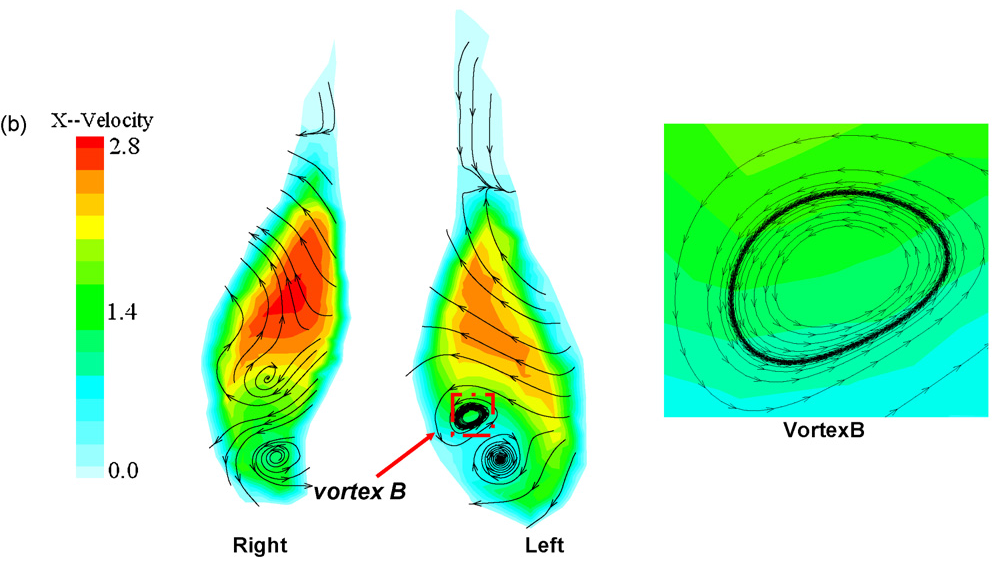 (b)
X--Velocity
2.8
1.4
0.0
vortex B
Right
Left
VortexB